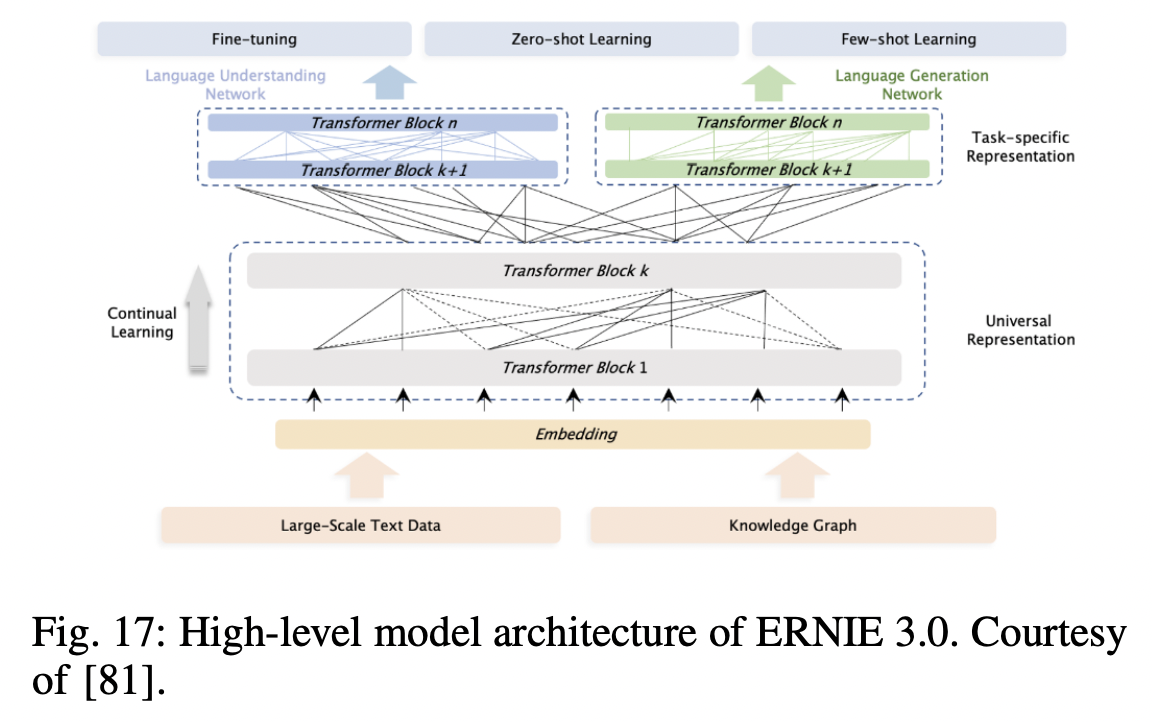 Fine-tuning
Zero-shot Learning
Few-shot Learning
Language Understanding
Network
Language Generation
Network
Transformer Block n
Transformer Block k+1
Transformer Block n
Transformer Block k+1
Task-specific
Representation
Transformer Block k
Continual
Learning
Universal
Representation
Transformer Block 1
Embedding
Large-Scale Text Data
Knowledge Graph
Fig. 17: High-level model architecture of ERNIE 3.0. Courtesy
of [81].